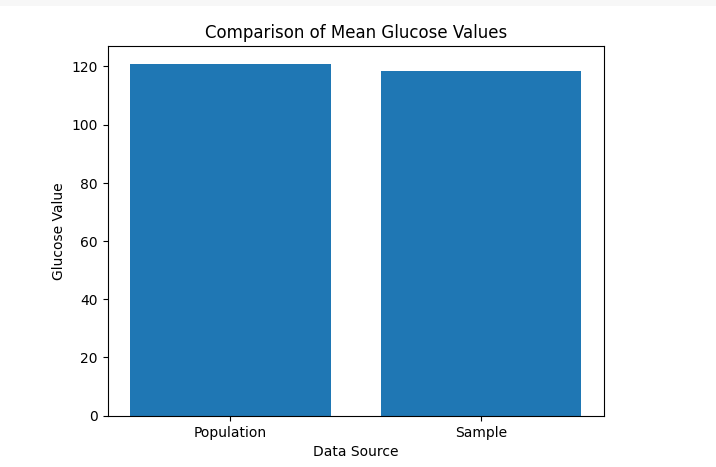 Comparison of Mean Glucose Values
120
100
80
60
40
20
0
Glucose Value
Population Sample
Data Source